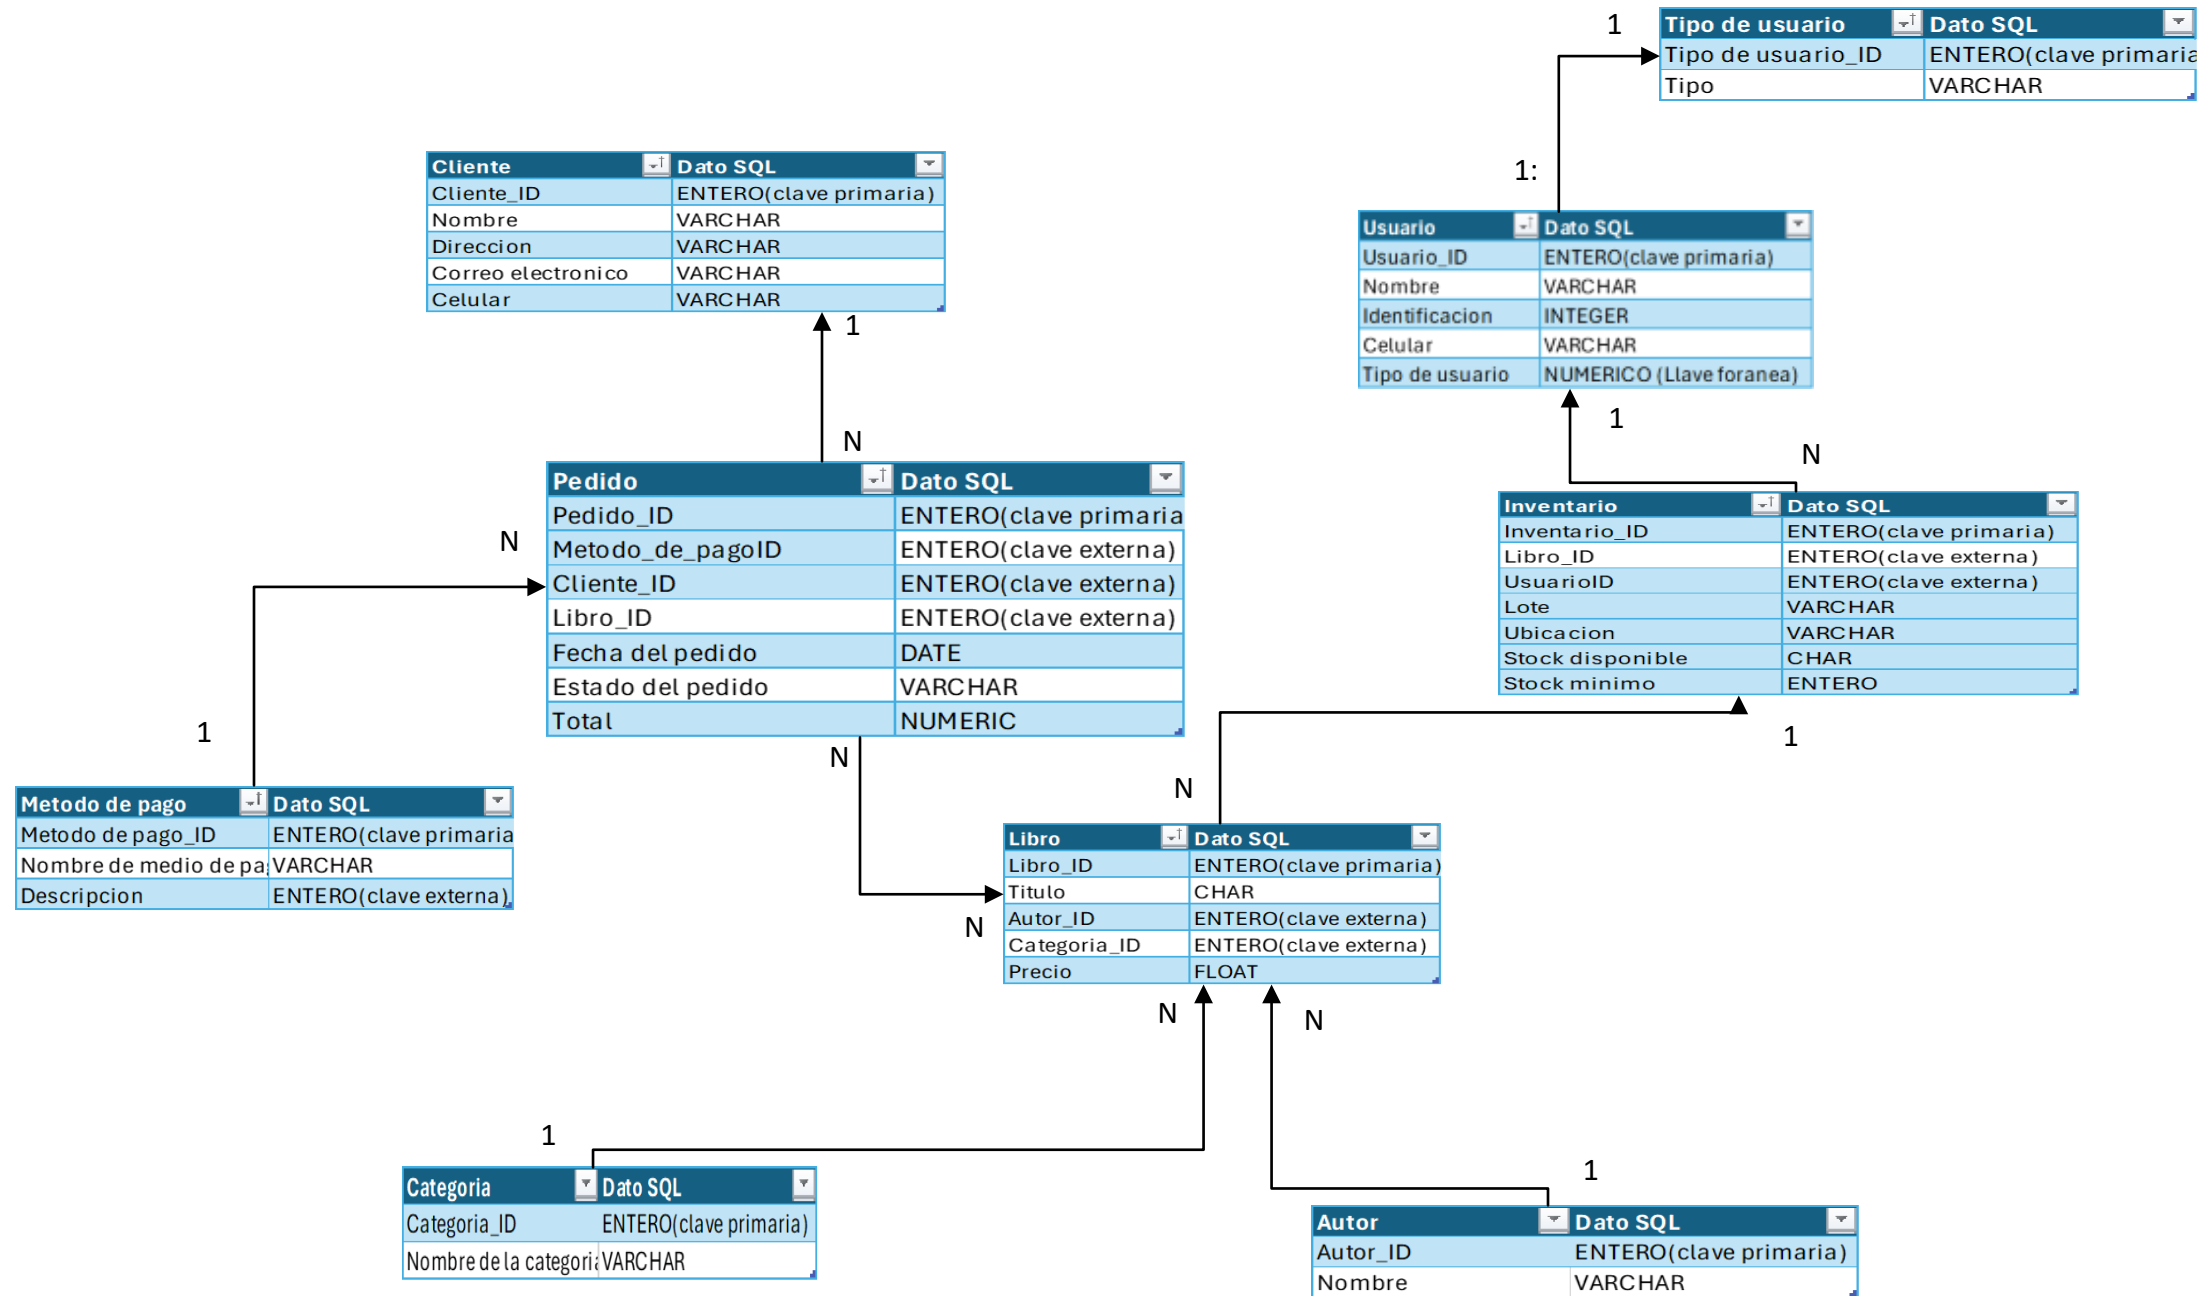 1
Tipo de usuario Dato SQL
Tipo de usuario_ID ENTERO(clave primaria
Tipo VARCHAR
1:
Cliente Dato SQL
Cliente_ID ENTERO(clave primaria)
Nombre VARCHAR
Direccion VARCHAR
Correo electronico VARCHAR
Celular VARCHAR
1
Usuario Dato SQL
Usuario_ID ENTERO(clave primaria)
Nombre VARCHAR
Identificacion INTEGER
Celular VARCHAR
Tipo de usuario NUMERICO (Llave foranea)
1
N
N
Pedido Dato SQL
Pedido_ID ENTERO(clave primaria
Metodo_de_pagoID ENTERO(clave externa)
Cliente_ID ENTERO(clave externa)
Libro_ID ENTERO(clave externa)
Fecha del pedido DATE
Estado del pedido VARCHAR
Total NUMERIC
N
N
Inventario Dato SQL
Inventario_ID ENTERO(clave primaria)
Libro_ID ENTERO(clave externa)
UsuarioID ENTERO(clave externa)
Lote VARCHAR
Ubicacion VARCHAR
Stock disponible CHAR
Stock minimo ENTERO
1
1
N
Metodo de pago Dato SQL
Metodo de pago_ID ENTERO(clave primaria
Nombre de medio de pa VARCHAR
Descripcion ENTERO(clave externa)
Libro Dato SQL
Libro_ID ENTERO(clave primaria)
Titulo CHAR
Autor_ID ENTERO(clave externa)
Categoria_ID ENTERO(clave externa)
Precio FLOAT
N
N
N
1
Categoria Dato SQL
Categoria_ID ENTERO(clave primaria)
Nombre de la categori VARCHAR
1
Autor Dato SQL
Autor_ID ENTERO(clave primaria)
Nombre VARCHAR